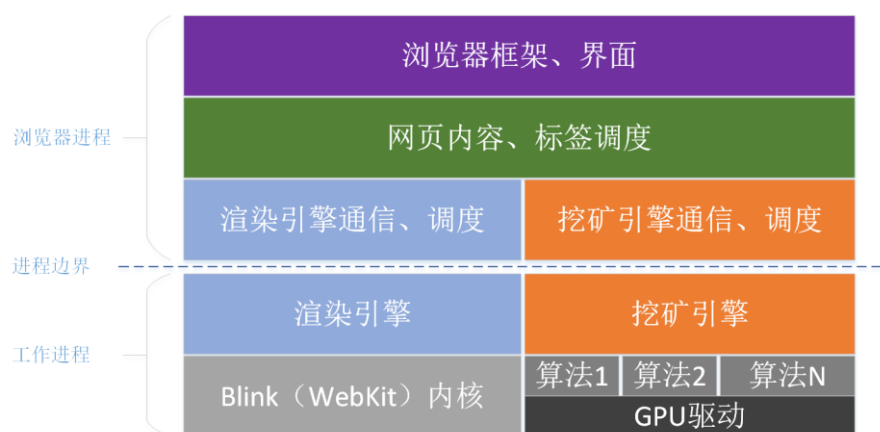 浏览器框架、界面
浏览器进程
网页内容、标签调度
渲染引擎通信、调度
挖矿引擎通信、调度
进程边界
渲染引擎
挖矿引擎
工作进程
Blink（WebKit）内核
算法1
算法2
算法N
GPU驱动